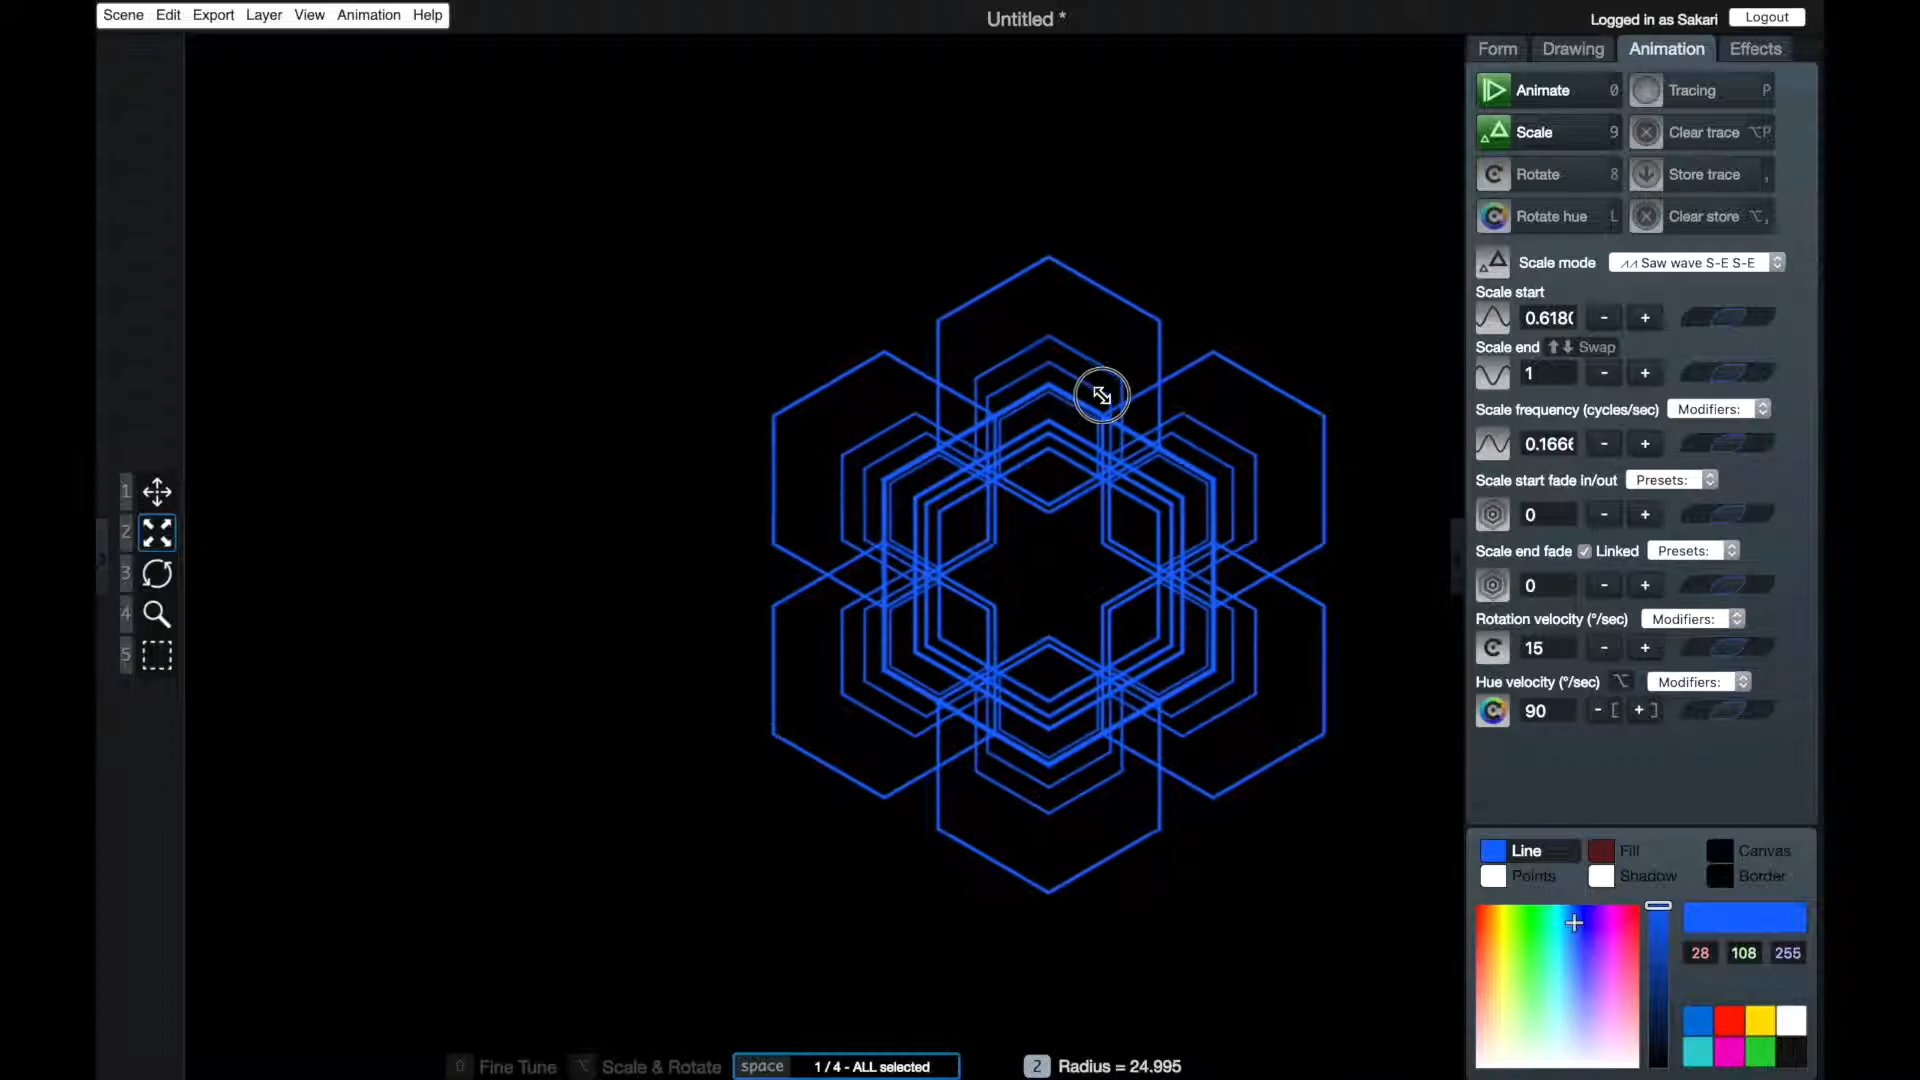 Scene Edit Export Layer View Animation Help
Untitled *
Logged in as Sakari Logout
Form Drawing Animation Effects
Animate 0 Tracing P
Scale 9 Clear trace ⌥P
Rotate 8 Store trace ,
Rotate hue L Clear store ⌥,
Scale mode Saw wave S-E S-E
Scale start
0.618( - +
Scale end Swap
1 - +
Scale frequency (cycles/sec) Modifiers:
0.166( - +
Scale start fade in/out Presets:
0 - +
Scale end fade Linked Presets:
0 - +
Rotation velocity (°/sec) Modifiers:
15 - +
Hue velocity (°/sec) ⌥ Modifiers:
90 - [ + ]
1
2
3
4
5
Line Fill Canvas
Points Shadow Border
28 108 255
Fine Tune ⌥ Scale & Rotate space 1 / 4 - ALL selected 2 Radius = 24.995